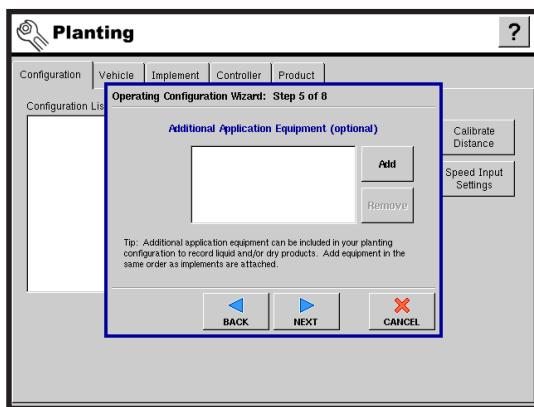 Planting
?
Configuration
Vehicle
Implement
Controller
Product
Configuration Lis
Operating Configuration Wizard: Step 5 of 8
Additional Application Equipment (optional)
Add
Remove
Calibrate
Distance
Speed Input
Settings
Tip: Additional application equipment can be included in your planting
configuration to record liquid and/or dry products. Add equipment in the
same order as implements are attached.
BACK
NEXT
CANCEL